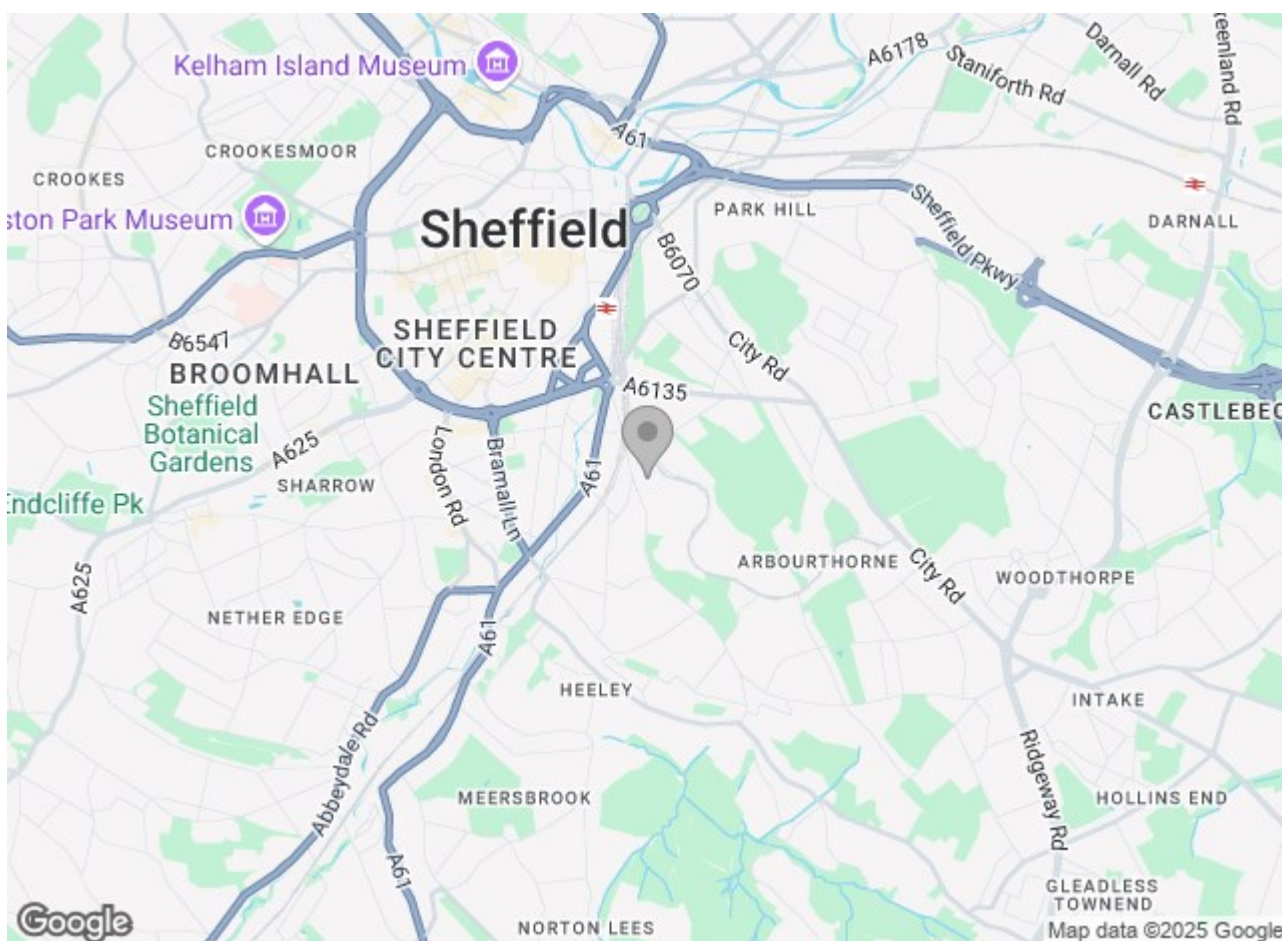 Kelham Island Museum
A6178
Staniforth Rd
Darnall Rd
reenland Rd
A61
CROOKESMOOR
CROOKES
ston Park Museum
Sheffield
PARK HILL
Sheffield Pkwy
DARNALL
B6070
B6547
SHEFFIELD
CITY CENTRE
City Rd
BROOMHALL
A6135
Sheffield
Botanical
Gardens
A625
London Rd
Bramall Ln
A61
CASTLEBEC
SHARROW
Endcliffe Pk
A625
ARBOURTHORNE
City Rd
WOODTHORPE
NETHER EDGE
A61
HEELEY
INTAKE
Abbeydale Rd
Ridgeway Rd
MEERSBROOK
HOLLINS END
A61
GLEADLESS
TOWNEND
NORTON LEES
Google
Map data ©2025 Google